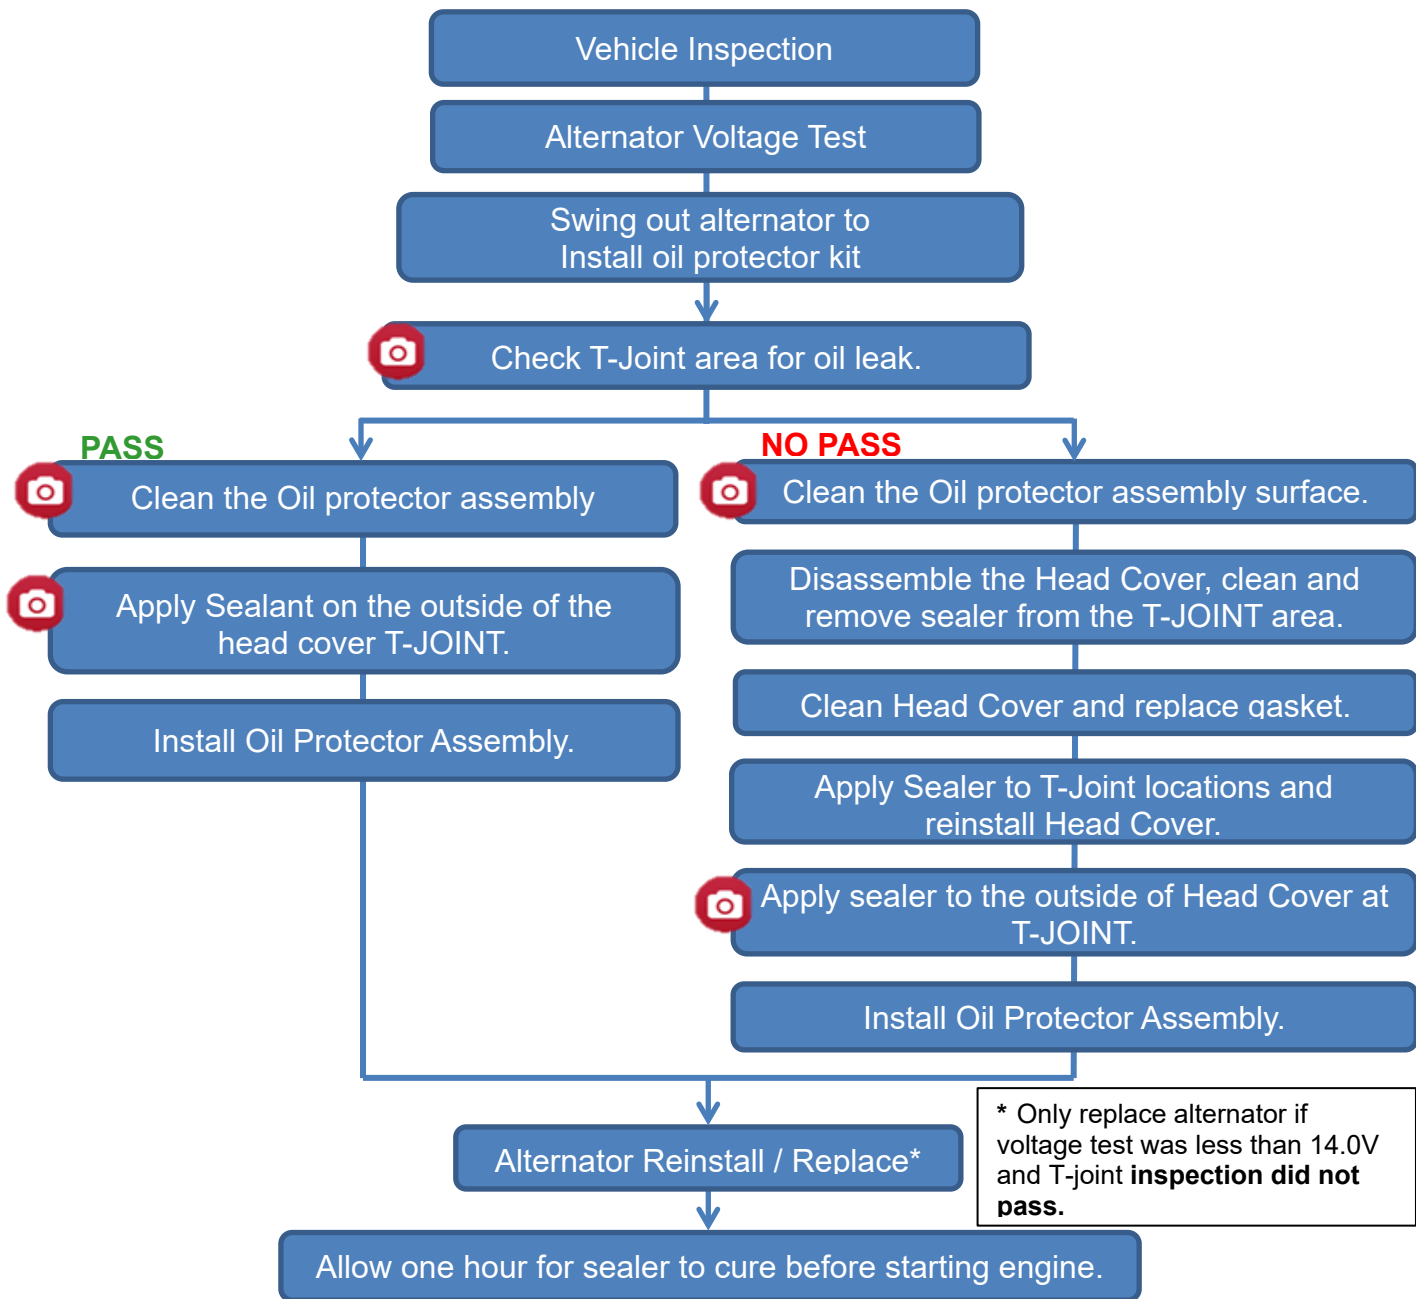 Vehicle Inspection
Alternator Voltage Test
Swing out alternator to
Install oil protector kit
Check T-Joint area for oil leak.
PASS
Clean the Oil protector assembly
Apply Sealant on the outside of the
head cover T-JOINT.
Install Oil Protector Assembly.
NO PASS
Clean the Oil protector assembly surface.
Disassemble the Head Cover, clean and
remove sealer from the T-JOINT area.
Clean Head Cover and replace gasket.
Apply Sealer to T-Joint locations and
reinstall Head Cover.
Apply sealer to the outside of Head Cover at
T-JOINT.
Install Oil Protector Assembly.
* Only replace alternator if
voltage test was less than 14.0V
and T-joint inspection did not
pass.
Alternator Reinstall / Replace*
Allow one hour for sealer to cure before starting engine.